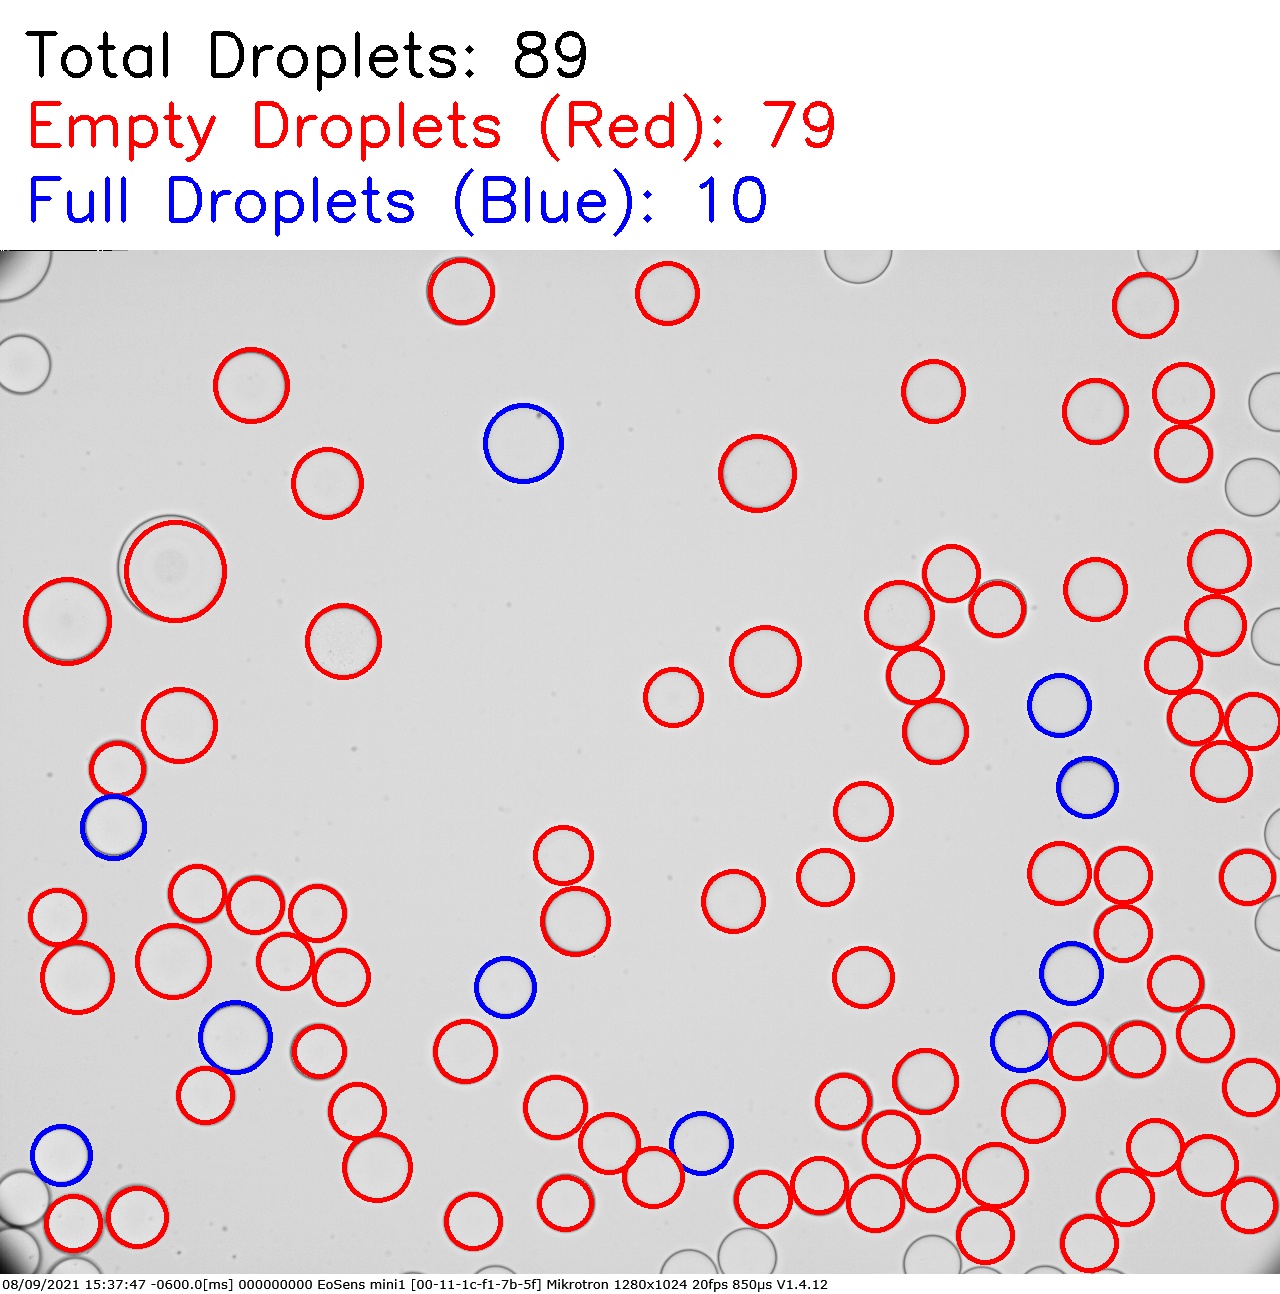 Total Droplets: 89
Empty Droplets (Red): 79
Full Droplets (Blue): 10
08/09/2021 15:37:47 -0600.0[ms] 000000000 EoSens mini1 [00-11-1c-f1-7b-5f] Mikrotron 1280x1024 20fps 850µs V1.4.12